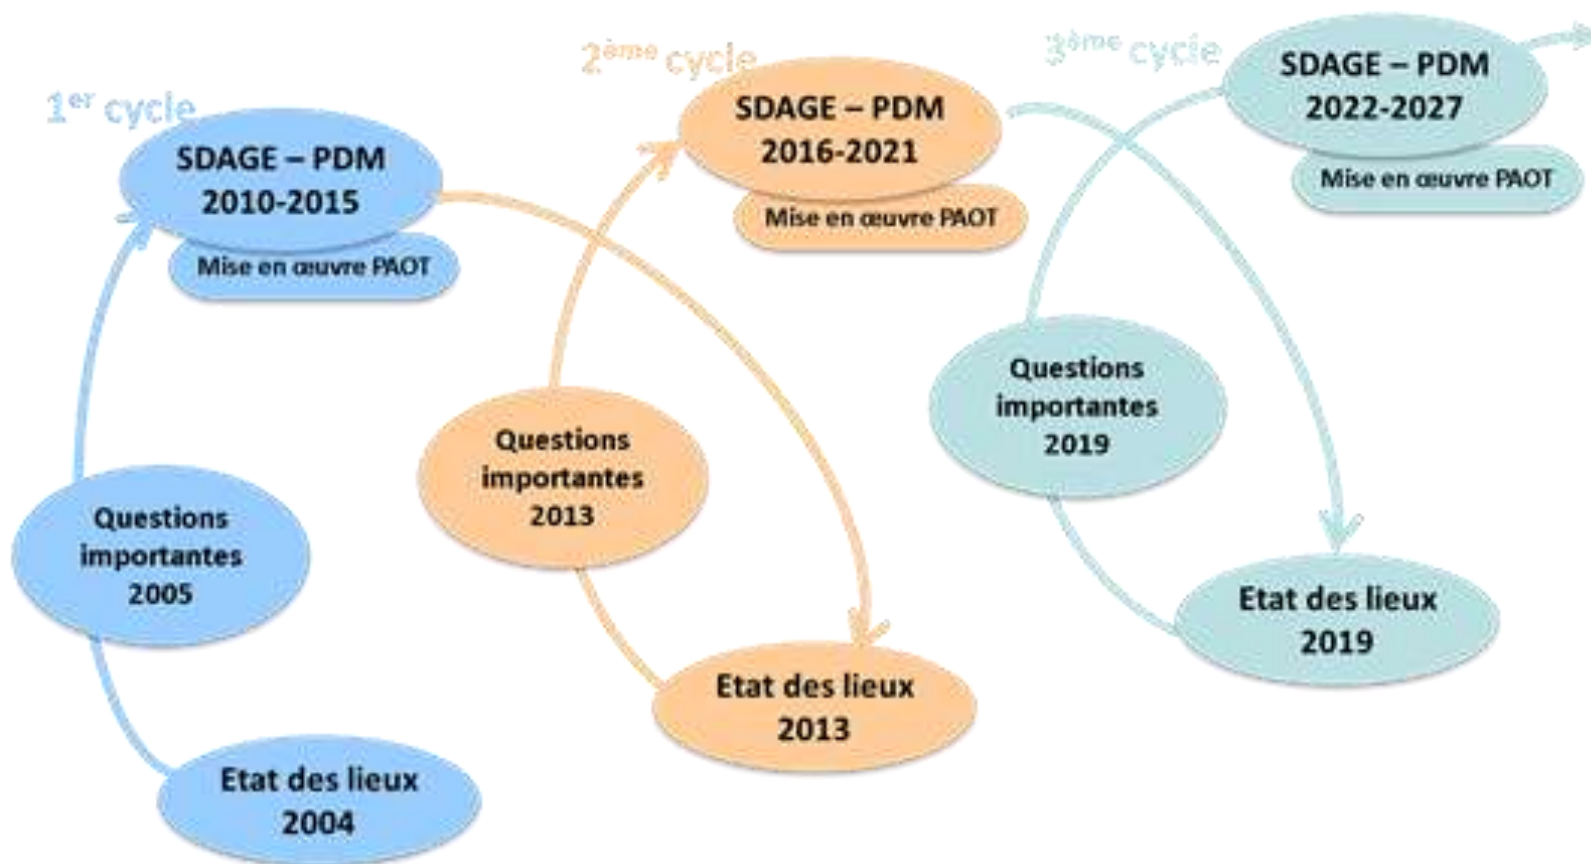 1er cycle
SDAGE – PDM
2010-2015
Mise en œuvre PAOT
Questions
importantes
2005
Etat des lieux
2004
2ème cycle
SDAGE – PDM
2016-2021
Mise en œuvre PAOT
Questions
importantes
2013
Etat des lieux
2013
3ème cycle
SDAGE – PDM
2022-2027
Mise en œuvre PAOT
Questions
importantes
2019
Etat des lieux
2019